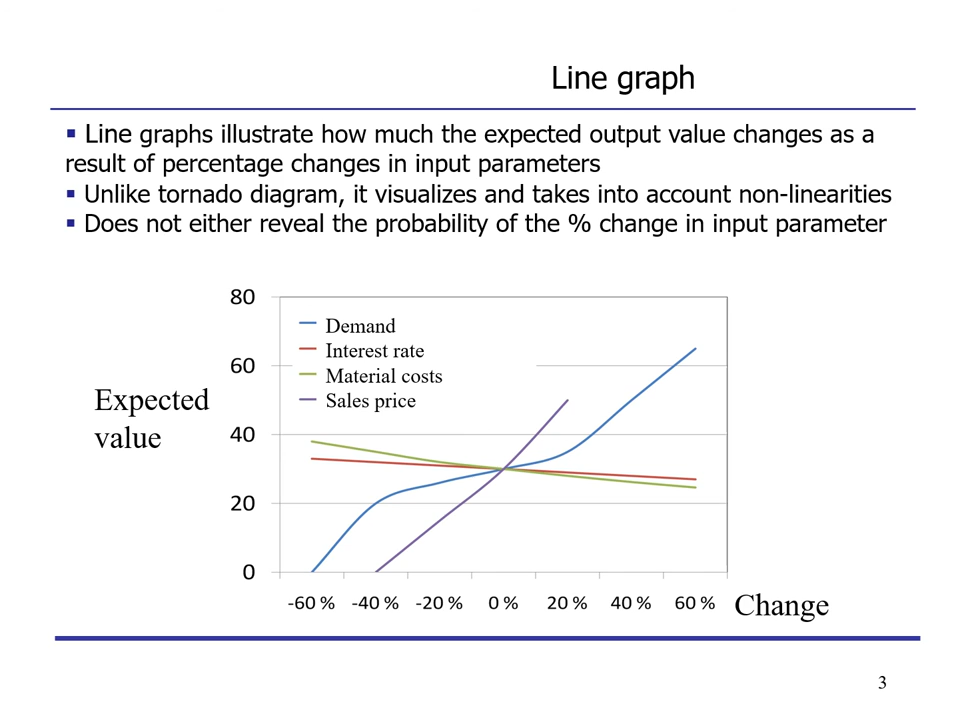 Line graph
▪ Line graphs illustrate how much the expected output value changes as a
result of percentage changes in input parameters
▪ Unlike tornado diagram, it visualizes and takes into account non-linearities
▪ Does not either reveal the probability of the % change in input parameter
80
Demand
Interest rate
60
Material costs
Sales price
Expected
value
40
20
0
-60 % -40 % -20 % 0 % 20 % 40 % 60 %
Change
3